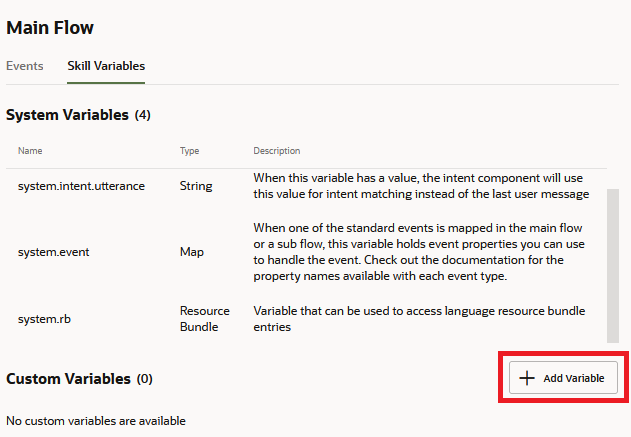 Main Flow
Events Skill Variables
System Variables (4)
Name Type Description
system.intent.utterance String When this variable has a value, the intent component will use
this value for intent matching instead of the last user message
When one of the standard events is mapped in the main flow
or a sub flow, this variable holds event properties you can use
system.event Map to handle the event. Check out the documentation for the
property names available with each event type.
system.rb Resource Bundle Variable that can be used to access language resource bundle
entries
Custom Variables (0) + Add Variable
No custom variables are available